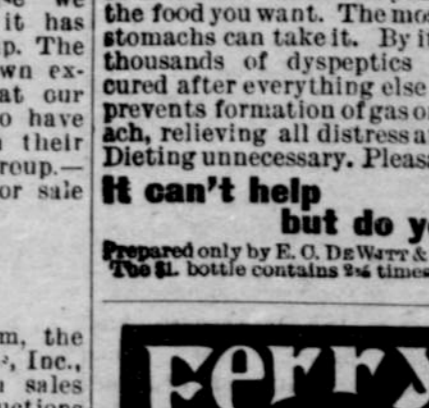 it has
p. The
wn ex-
at our
o have
their
roup.—
or sale
m, the
Inc.,
sales
the food you want. The mo
stomachs can take it. By i
thousands of dyspeptics
cured after everything else
prevents formation of gas o
ach, relieving all distress a
Dieting unnecessary. Pleas
It can't help
but do y
Prepared only by E. C. DeWitt &
The $1. bottle contains 2½ times
Ferry